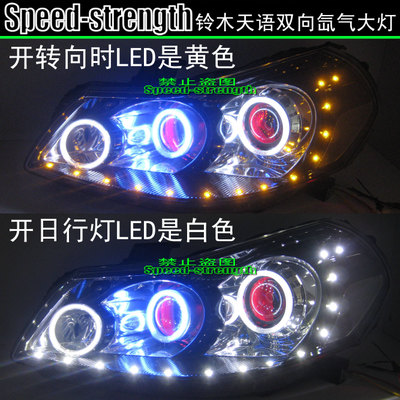 Speed-strength 铃木天语双向氙气大灯
开转向时LED是黄色
禁止盗图
Speed-strength
开日行灯LED是白色
禁止盗图
Speed-strength